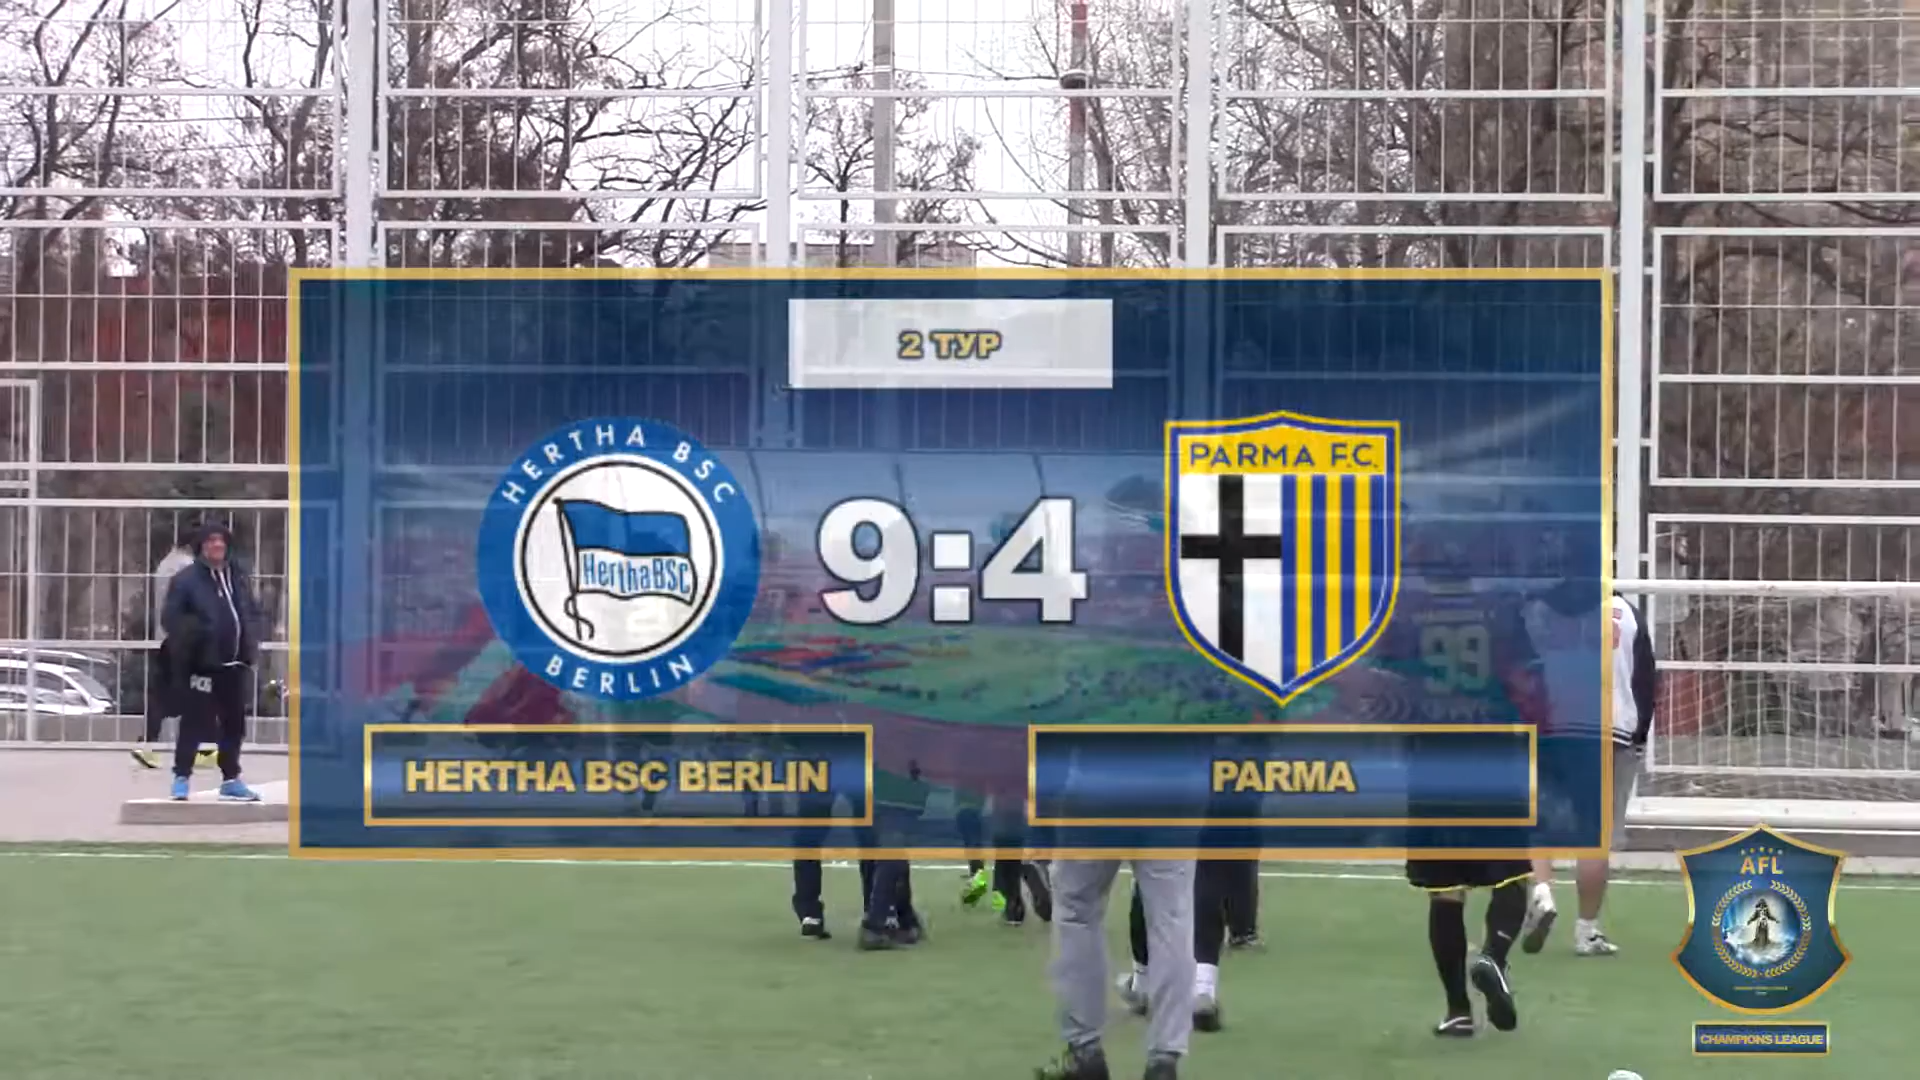 2 ТУР
HERTHA BSC
HerthaBSC
BERLIN
9:4
PARMA F.C.
99
HERTHA BSC BERLIN
PARMA
AFL
CHAMPIONS LEAGUE